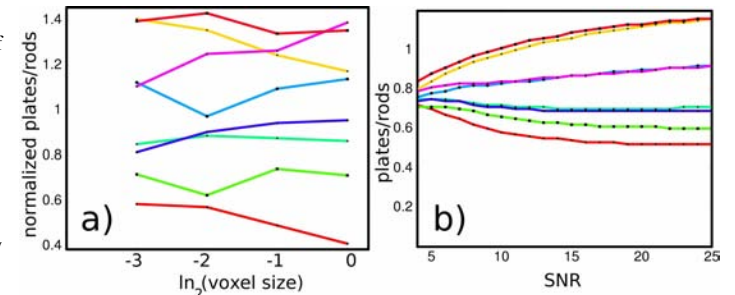 normalized plates/rods
1.4
1.2
1
0.8
0.6
0.4
a)
-3 -2 -1 0
ln2(voxel size)
plates/rods
1
0.8
0.6
0.4
0.2
b)
5 10 15 20 25
SNR